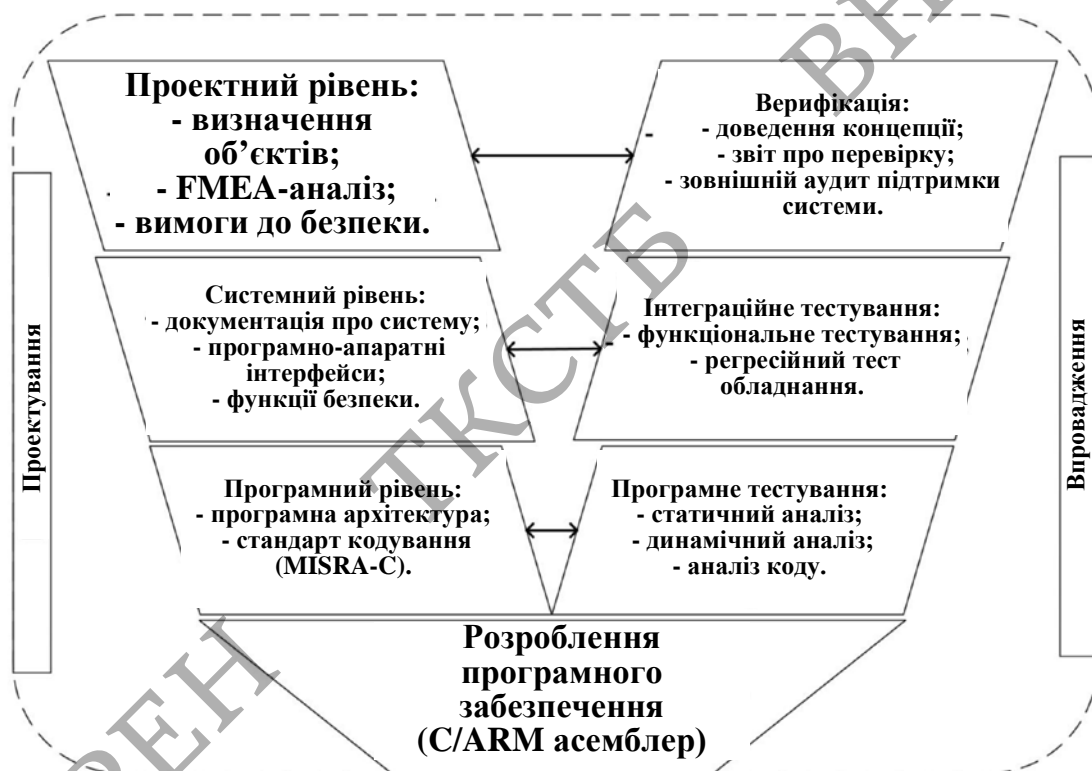 Проектний рівень:
- визначення
об’єктів;
- FMEA-аналіз;
- вимоги до безпеки.
Верифікація:
- доведення концепції;
- звіт про перевірку;
- зовнішній аудит підтримки
системи.
Системний рівень:
- документація про систему;
- програмно-апаратні
інтерфейси;
- функції безпеки.
Інтеграційне тестування:
- функціональне тестування;
- регресійний тест
обладнання.
Програмний рівень:
- програмна архітектура;
- стандарт кодування
(MISRA-C).
Програмне тестування:
- статичний аналіз;
- динамічний аналіз;
- аналіз коду.
Розроблення
програмного
забезпечення
(C/ARM асемблер)
Проектування
Впровадження
ТКСТБ